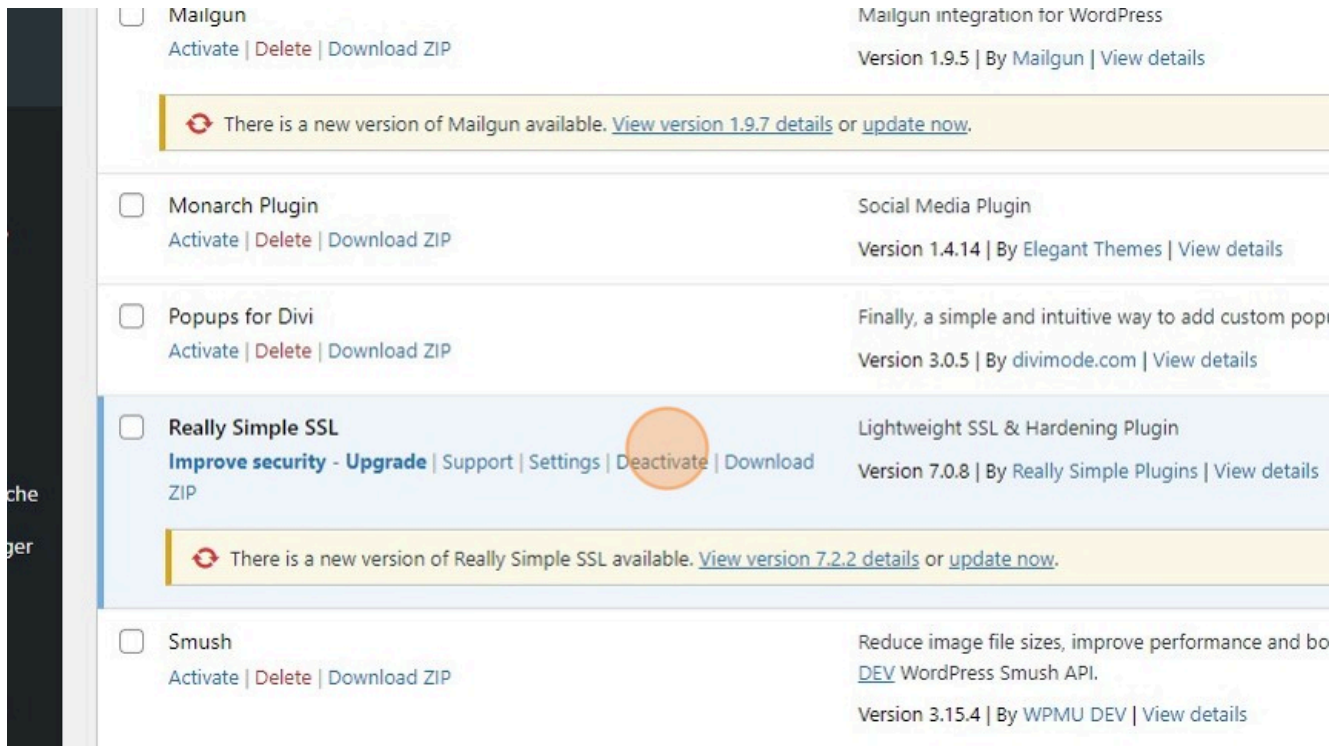 Mailgun
Mailgun integration for WordPress
Activate | Delete | Download ZIP
Version 1.9.5 | By Mailgun | View details
There is a new version of Mailgun available. View version 1.9.7 details or update now.
Monarch Plugin
Social Media Plugin
Activate | Delete | Download ZIP
Version 1.4.14 | By Elegant Themes | View details
Popups for Divi
Finally, a simple and intuitive way to add custom popu
Activate | Delete | Download ZIP
Version 3.0.5 | By divimode.com | View details
Really Simple SSL
Lightweight SSL & Hardening Plugin
Improve security - Upgrade | Support | Settings | Deactivate | Download
ZIP
Version 7.0.8 | By Really Simple Plugins | View details
che
ger
There is a new version of Really Simple SSL available. View version 7.2.2 details or update now.
Smush
Reduce image file sizes, improve performance and bo
Activate | Delete | Download ZIP
DEV WordPress Smush API.
Version 3.15.4 | By WPMU DEV | View details